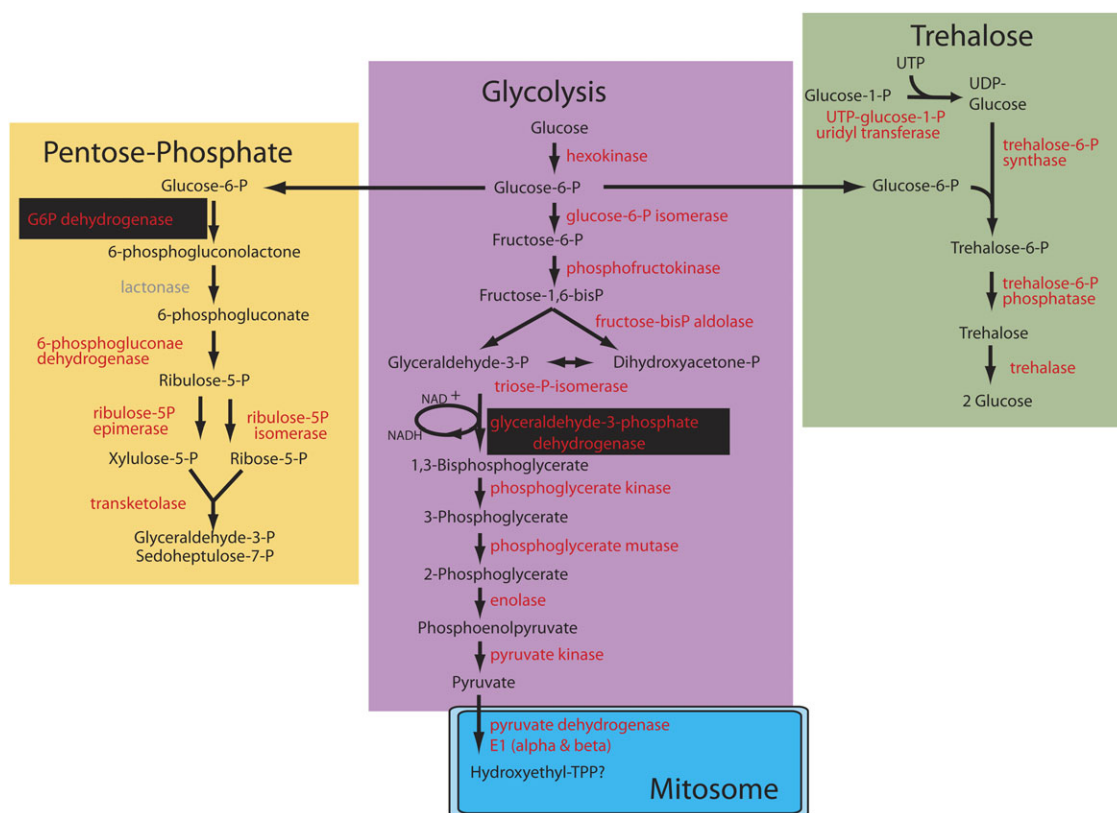 Pentose-Phosphate
Glucose-6-P
G6P dehydrogenase
6-phosphogluconolactone
lactonase
6-phosphogluconate
6-phosphogluconae
dehydrogenase
Ribulose-5-P
ribulose-5P
epimerase
ribulose-5P
isomerase
Xylulose-5-P
Ribose-5-P
transketolase
Glyceraldehyde-3-P
Sedoheptulose-7-P
Glycolysis
Glucose
hexokinase
Glucose-6-P
glucose-6-P isomerase
Fructose-6-P
phosphofructokinase
Fructose-1,6-bisP
fructose-bisP aldolase
Glyceraldehyde-3-P
Dihydroxyacetone-P
triose-P-isomerase
NAD +
NADH
glyceraldehyde-3-phosphate
dehydrogenase
1,3-Bisphosphoglycerate
phosphoglycerate kinase
3-Phosphoglycerate
phosphoglycerate mutase
2-Phosphoglycerate
enolase
Phosphoenolpyruvate
pyruvate kinase
Pyruvate
pyruvate dehydrogenase
E1 (alpha & beta)
Hydroxyethyl-TPP?
Mitosome
Trehalose
UTP
Glucose-1-P
UDP-
Glucose
UTP-glucose-1-P
uridyl transferase
trehalose-6-P
synthase
Glucose-6-P
Trehalose-6-P
trehalose-6-P
phosphatase
Trehalose
trehalase
2 Glucose